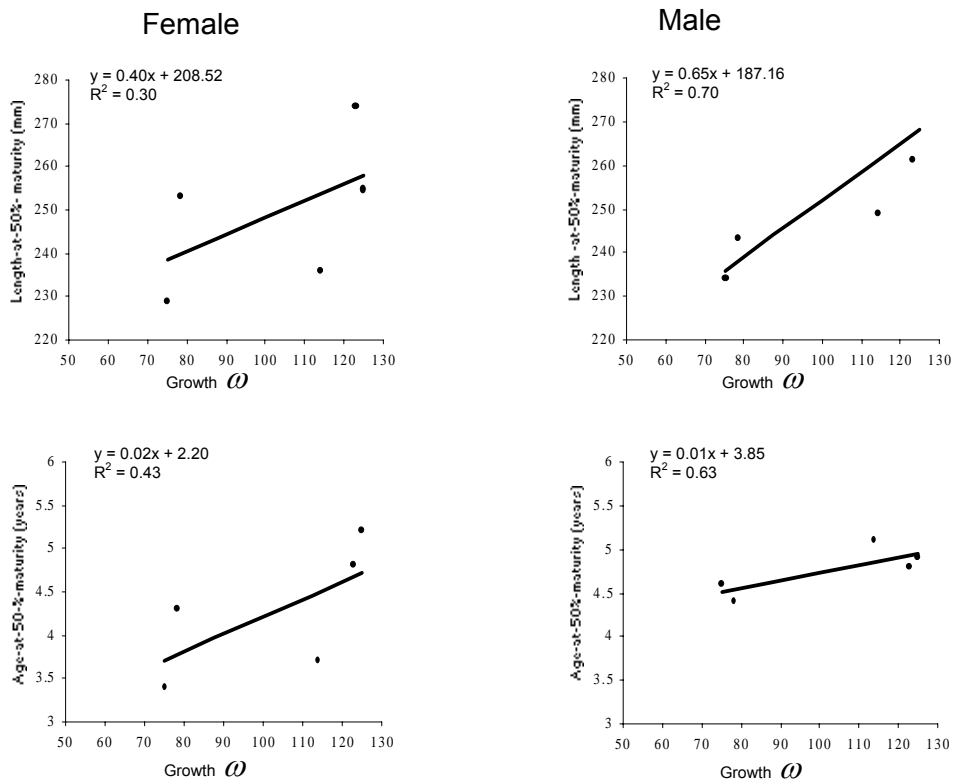 Female
Male
y = 0.40x + 208.52
R² = 0.30
Length-at-50%- maturity (mm)
280
270
260
250
240
230
220
50 60 70 80 90 100 110 120 130
Growth ω
y = 0.65x + 187.16
R² = 0.70
Length -at-50%-maturity (mm)
280
270
260
250
240
230
220
50 60 70 80 90 100 110 120 130
Growth ω
y = 0.02x + 2.20
R² = 0.43
Age-at-50-%-maturity (years)
6
5.5
5
4.5
4
3.5
3
50 60 70 80 90 100 110 120 130
Growth ω
y = 0.01x + 3.85
R² = 0.63
Age-at-50%-maturity (years)
6
5.5
5
4.5
4
3.5
3
50 60 70 80 90 100 110 120 130
Growth ω